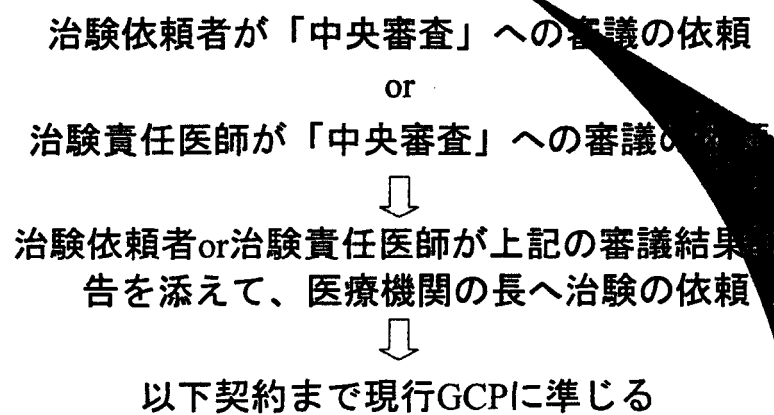 治験依頼者が「中央審査」への審議の依頼
or
治験責任医師が「中央審査」への審議の
⇩
治験依頼者or治験責任医師が上記の審議結果
告を添えて、医療機関の長へ治験の依頼
⇩
以下契約まで現行GCPに準じる